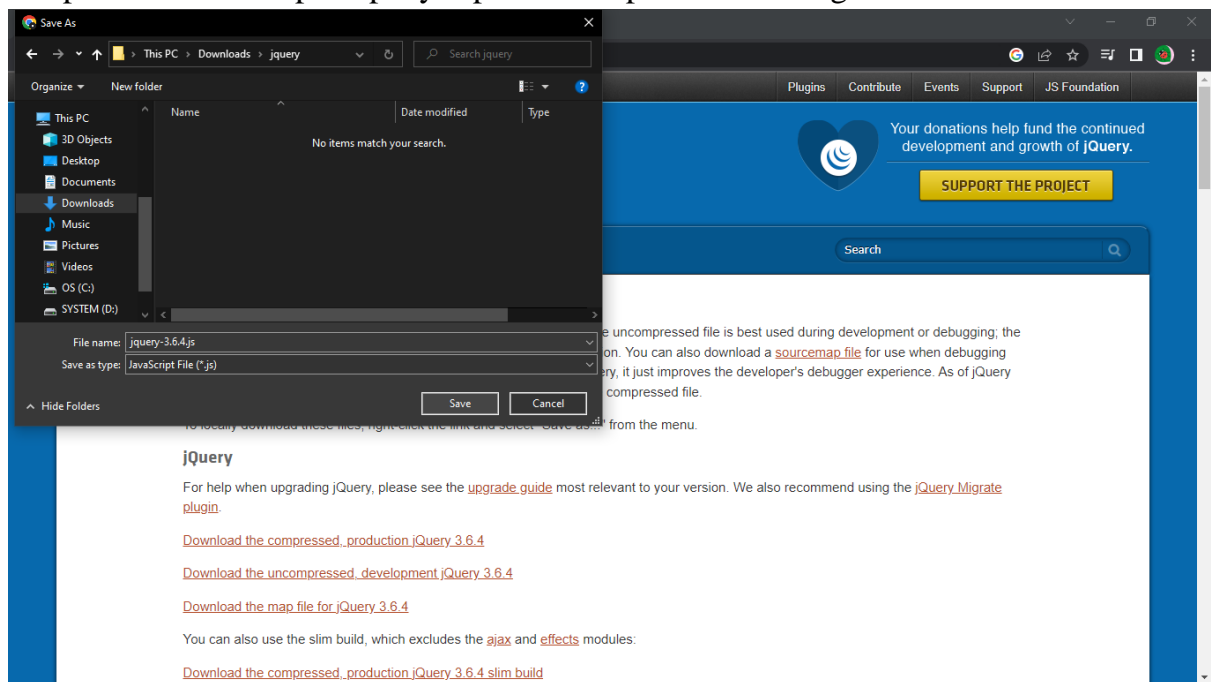 Save As
This PC > Downloads > jquery
Search jquery
Organize
New folder
Plugins
Contribute
Events
Support
JS Foundation
This PC
3D Objects
Desktop
Documents
Downloads
Music
Pictures
Videos
OS (C:)
SYSTEM (D:)
Name
Date modified
Type
No items match your search.
File name: jquery-3.6.4.js
Save as type: JavaScript File (*.js)
Hide Folders
Save
Cancel
Your donations help fund the continued
development and growth of jQuery.
SUPPORT THE PROJECT
Search
e uncompressed file is best used during development or debugging; the
on. You can also download a sourcemap file for use when debugging
ery, it just improves the developer's debugger experience. As of jQuery
compressed file.
from the menu.
jQuery
For help when upgrading jQuery, please see the upgrade guide most relevant to your version. We also recommend using the jQuery Migrate
plugin.
Download the compressed, production jQuery 3.6.4
Download the uncompressed, development jQuery 3.6.4
Download the map file for jQuery 3.6.4
You can also use the slim build, which excludes the ajax and effects modules:
Download the compressed, production jQuery 3.6.4 slim build